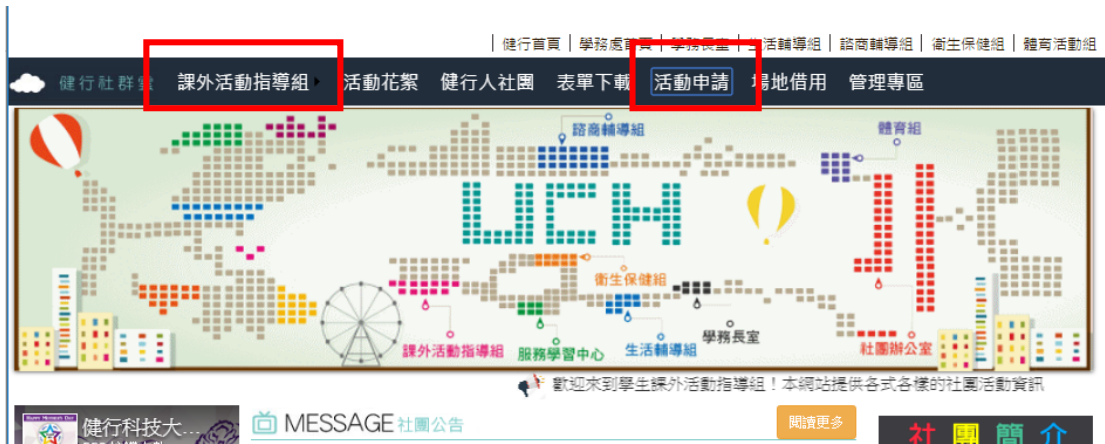 健行首頁 | 學務處首頁 | 學務長室 | 生活輔導組 | 諮商輔導組 | 衛生保健組 | 體育活動組
健行社群 課外活動指導組 活動花絮 健行人社團 表單下載 活動申請 場地借用 管理專區
諮商輔導組 體育組
UCH
衛生保健組
課外活動指導組 服務學習中心 生活輔導組 學務長室 社團辦公室
歡迎來到學生課外活動指導組！本網站提供各式各樣的社團活動資訊
健行科技大... MESSAGE 社團公告 閱讀更多 社團簡介